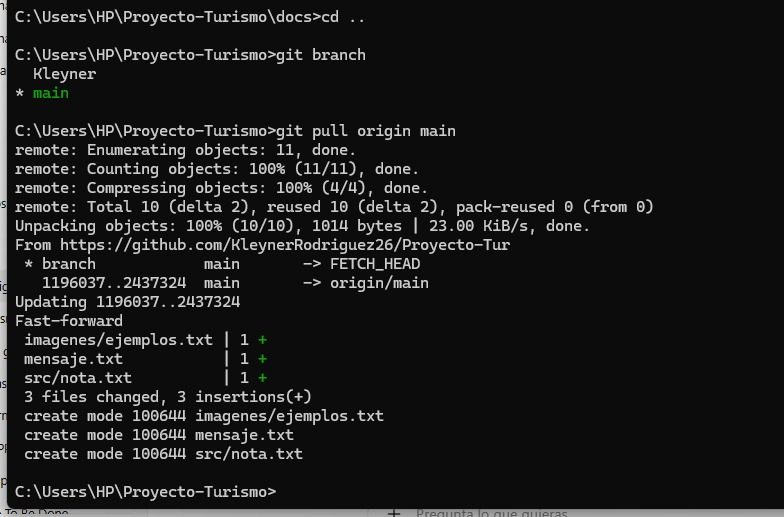 C:\Users\HP\Proyecto-Turismo\docs>cd ..
C:\Users\HP\Proyecto-Turismo>git branch
  Kleyner
* main
C:\Users\HP\Proyecto-Turismo>git pull origin main
remote: Enumerating objects: 11, done.
remote: Counting objects: 100% (11/11), done.
remote: Compressing objects: 100% (4/4), done.
remote: Total 10 (delta 2), reused 10 (delta 2), pack-reused 0 (from 0)
Unpacking objects: 100% (10/10), 1014 bytes | 23.00 KiB/s, done.
From https://github.com/KleynerRodriguez26/Proyecto-Tur
 * branch            main       -> FETCH_HEAD
   1196037..2437324  main       -> origin/main
Updating 1196037..2437324
Fast-forward
 imagenes/ejemplos.txt | 1 +
 mensaje.txt           | 1 +
 src/nota.txt          | 1 +
 3 files changed, 3 insertions(+)
 create mode 100644 imagenes/ejemplos.txt
 create mode 100644 mensaje.txt
 create mode 100644 src/nota.txt
C:\Users\HP\Proyecto-Turismo>
To Be Done
Pregunta lo que quieras